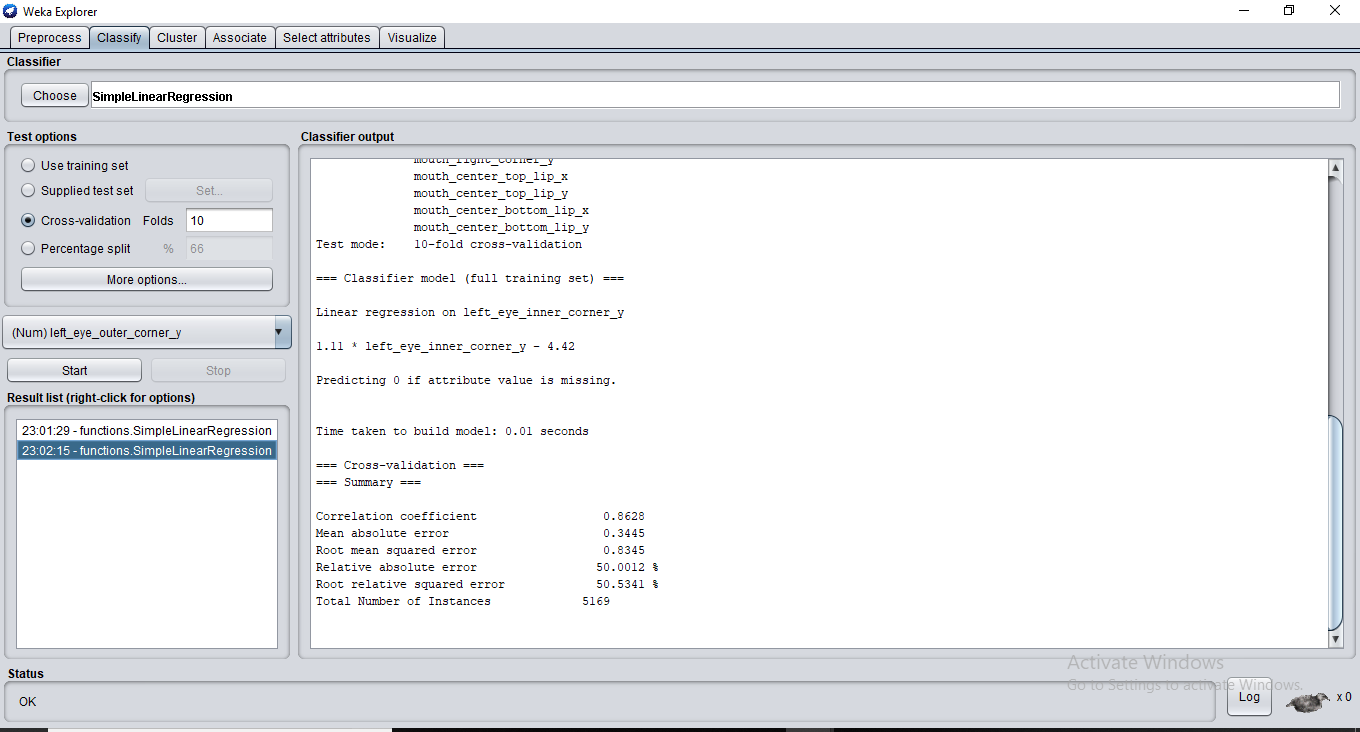 Weka Explorer
Preprocess Classify Cluster Associate Select attributes Visualize
Classifier
Choose SimpleLinearRegression
Test options
Use training set
Supplied test set Set...
Cross-validation Folds 10
Percentage split % 66
More options...
(Num) left_eye_outer_corner_y
Start Stop
Result list (right-click for options)
23:01:29 - functions.SimpleLinearRegression
23:02:15 - functions.SimpleLinearRegression
Classifier output
mouth_right_corner_y
mouth_center_top_lip_x
mouth_center_top_lip_y
mouth_center_bottom_lip_x
mouth_center_bottom_lip_y
Test mode: 10-fold cross-validation
=== Classifier model (full training set) ===
Linear regression on left_eye_inner_corner_y
1.11 * left_eye_inner_corner_y - 4.42
Predicting 0 if attribute value is missing.
Time taken to build model: 0.01 seconds
=== Cross-validation ===
=== Summary ===
Correlation coefficient 0.8628
Mean absolute error 0.3445
Root mean squared error 0.8345
Relative absolute error 50.0012 %
Root relative squared error 50.5341 %
Total Number of Instances 5169
Activate Windows
Go to Settings to activate Windows.
Status
OK
Log x 0